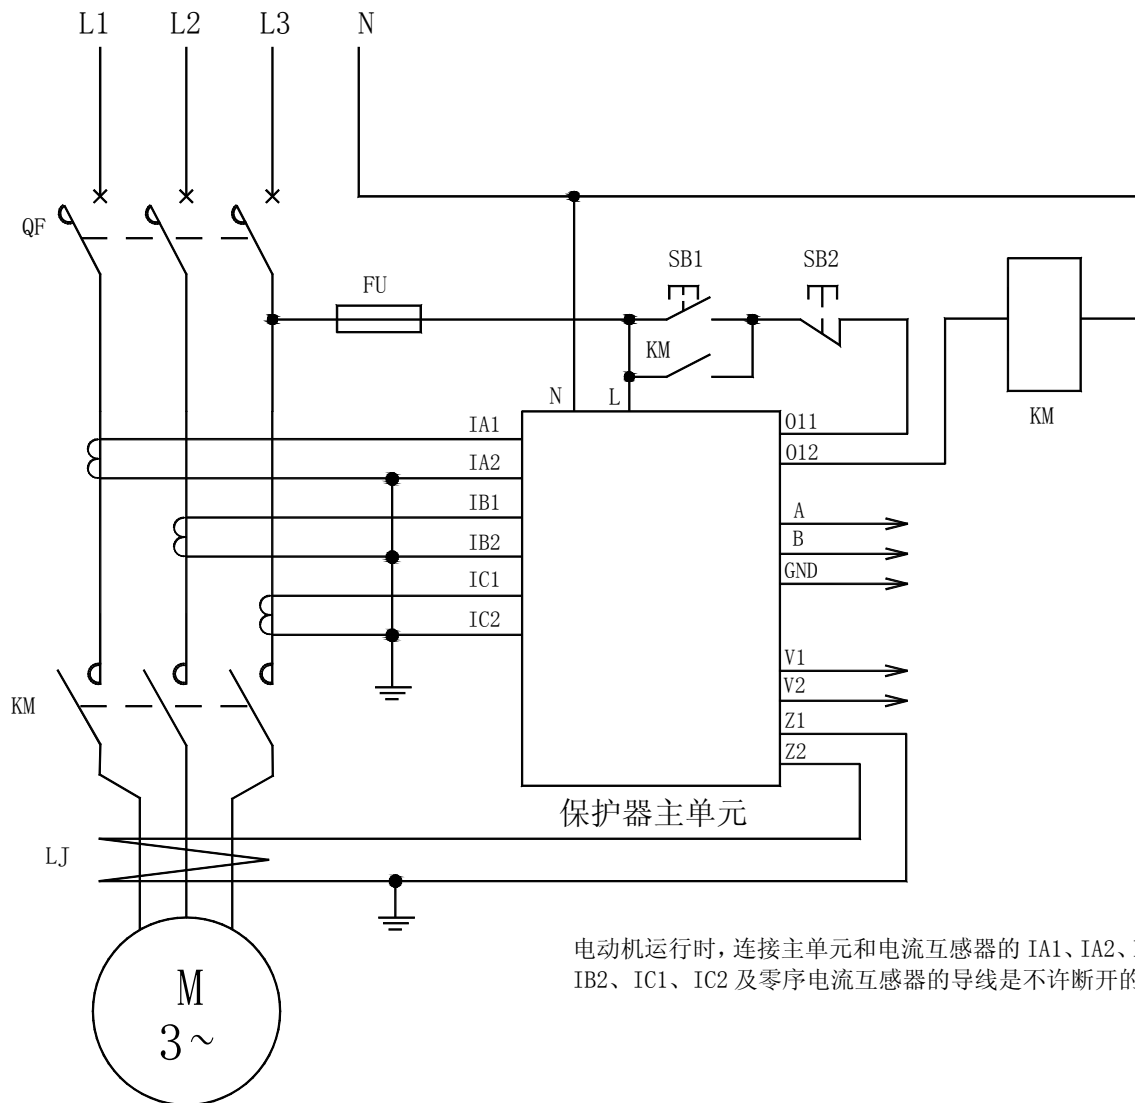 L1 L2 L3 N
QF
SB1 SB2
FU
KM
N L
KM
IA1
O11
IA2
O12
IB1
A
IB2
B
IC1
GND
IC2
V1
V2
KM
Z1
Z2
保护器主单元
LJ
电动机运行时,连接主单元和电流互感器的 IA1、IA2、
IB2、IC1、IC2 及零序电流互感器的导线是不许断开的
M
3~